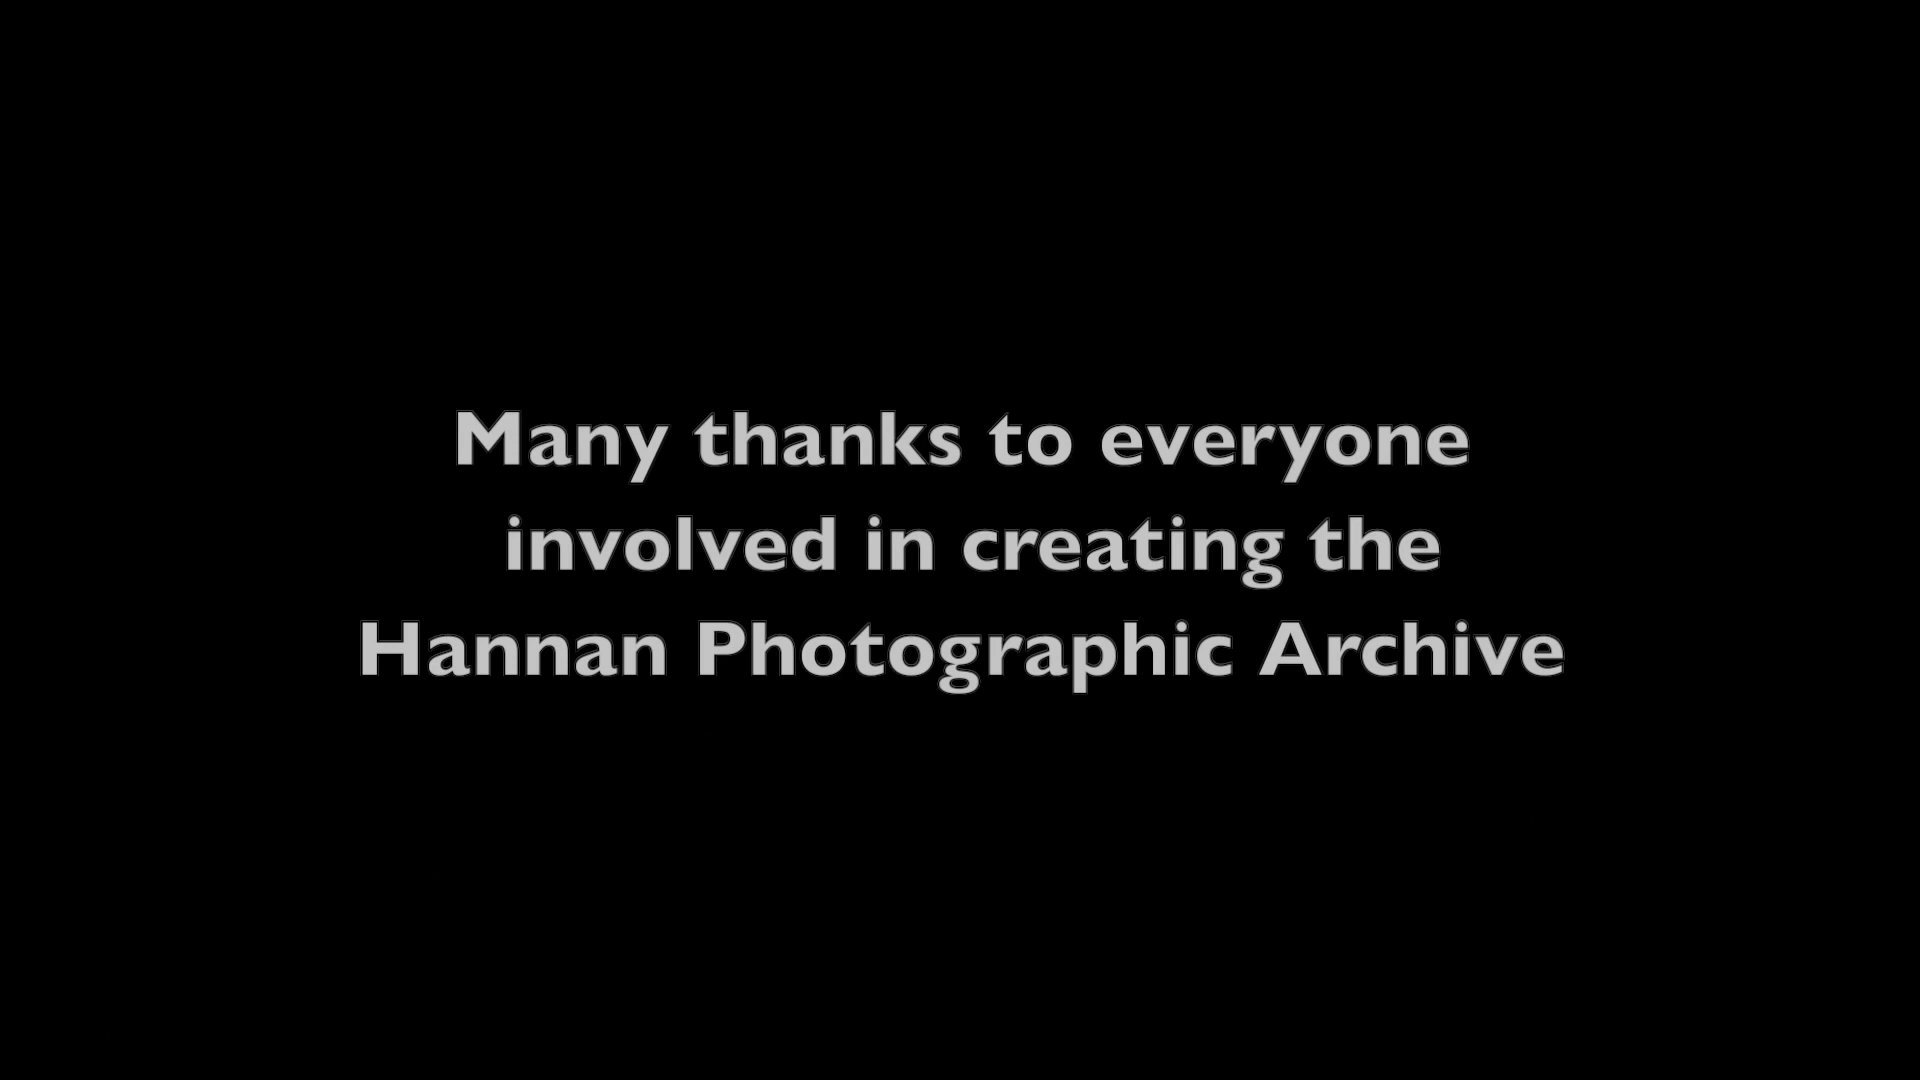 Many thanks to everyone
involved in creating the
Hannan Photographic Archive